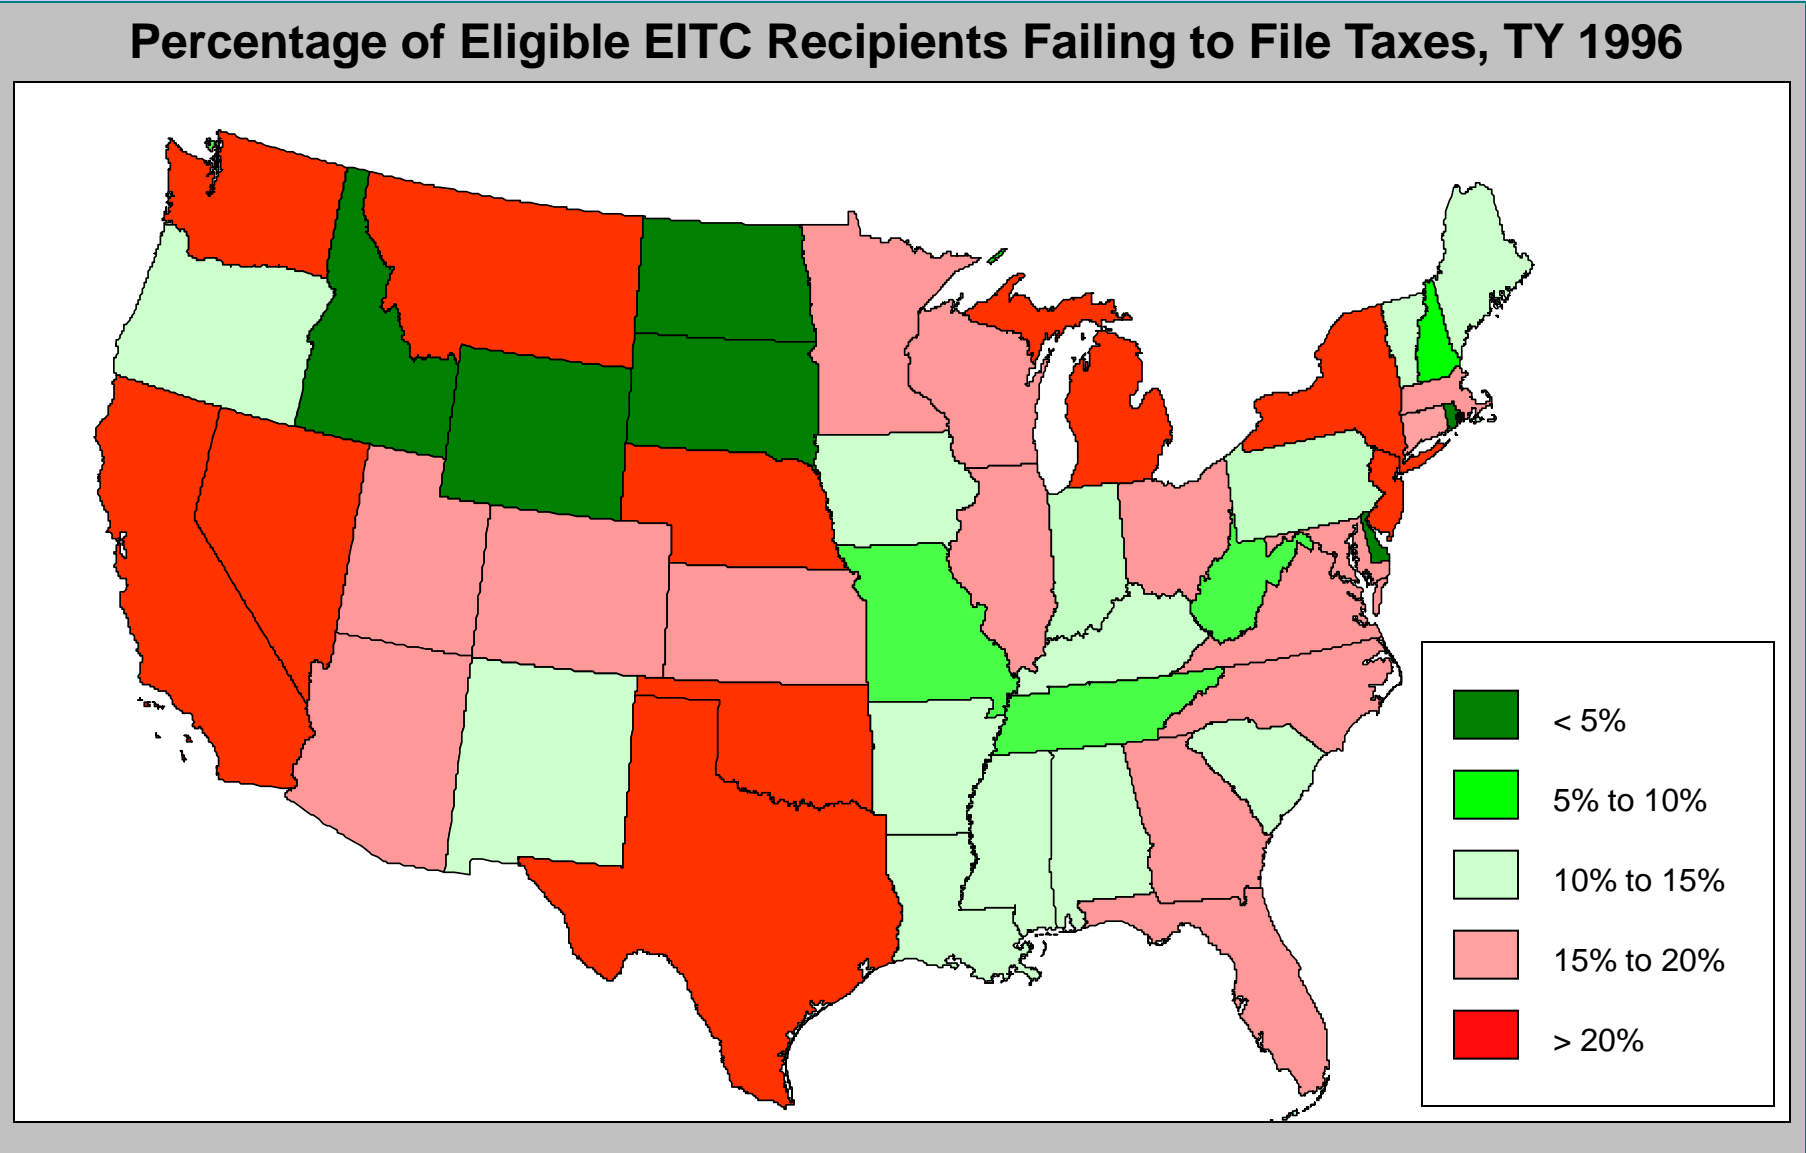 Percentage of Eligible EITC Recipients Failing to File Taxes, TY 1996
< 5%
5% to 10%
10% to 15%
15% to 20%
> 20%